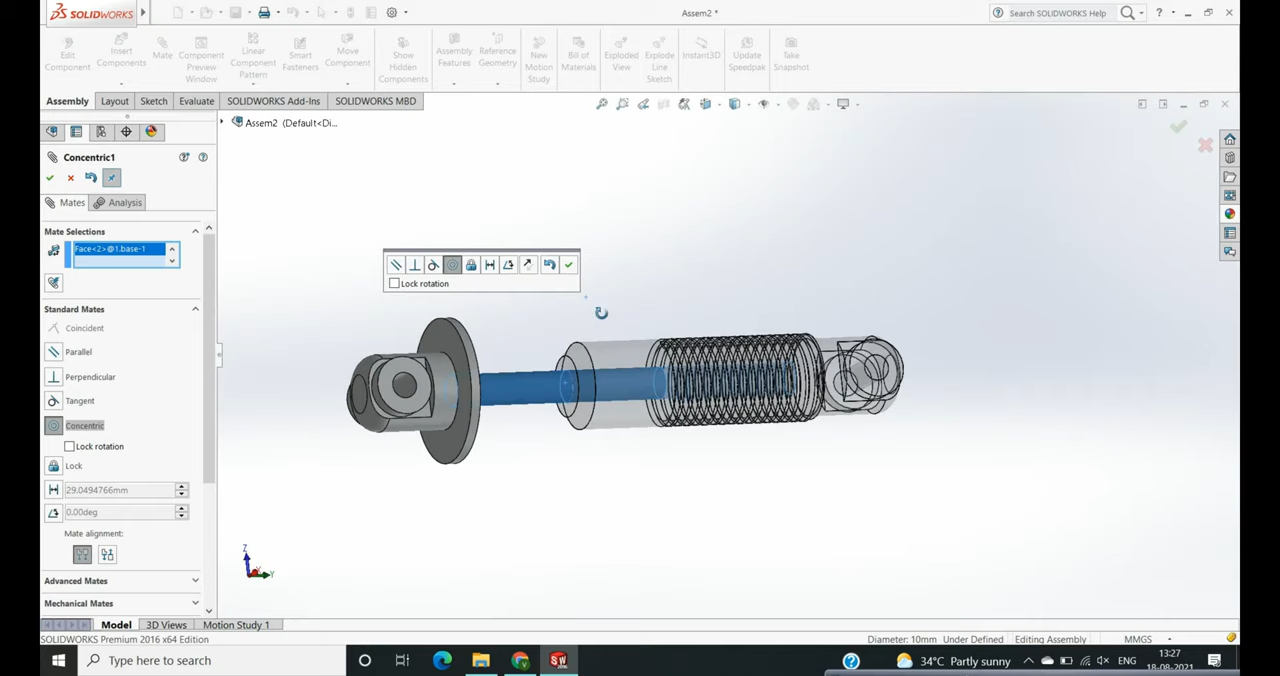 SOLIDWORKS
Assem2 *
Search SOLIDWORKS Help
?
Edit Component
Insert Components
Mate
Component Preview Window
Linear Component Pattern
Smart Fasteners
Move Component
Show Hidden Components
Assembly Features
Reference Geometry
New Motion Study
Bill of Materials
Exploded View
Explode Line Sketch
Instant3D
Update Speedpak
Take Snapshot
Assembly
Layout
Sketch
Evaluate
SOLIDWORKS Add-Ins
SOLIDWORKS MBD
Assem2 (Default<Di...
Concentric1
Mates
Analysis
Mate Selections
Face<2>@1.base-1
Lock rotation
Standard Mates
Coincident
Parallel
Perpendicular
Tangent
Concentric
Lock rotation
Lock
29.0494766mm
0.00deg
Mate alignment:
Advanced Mates
Mechanical Mates
Z
Y
Model
3D Views
Motion Study 1
SOLIDWORKS Premium 2016 x64 Edition
Diameter: 10mm
Under Defined
Editing Assembly
MMGS
Type here to search
34°C Partly sunny
ENG
13:27
18-08-2021